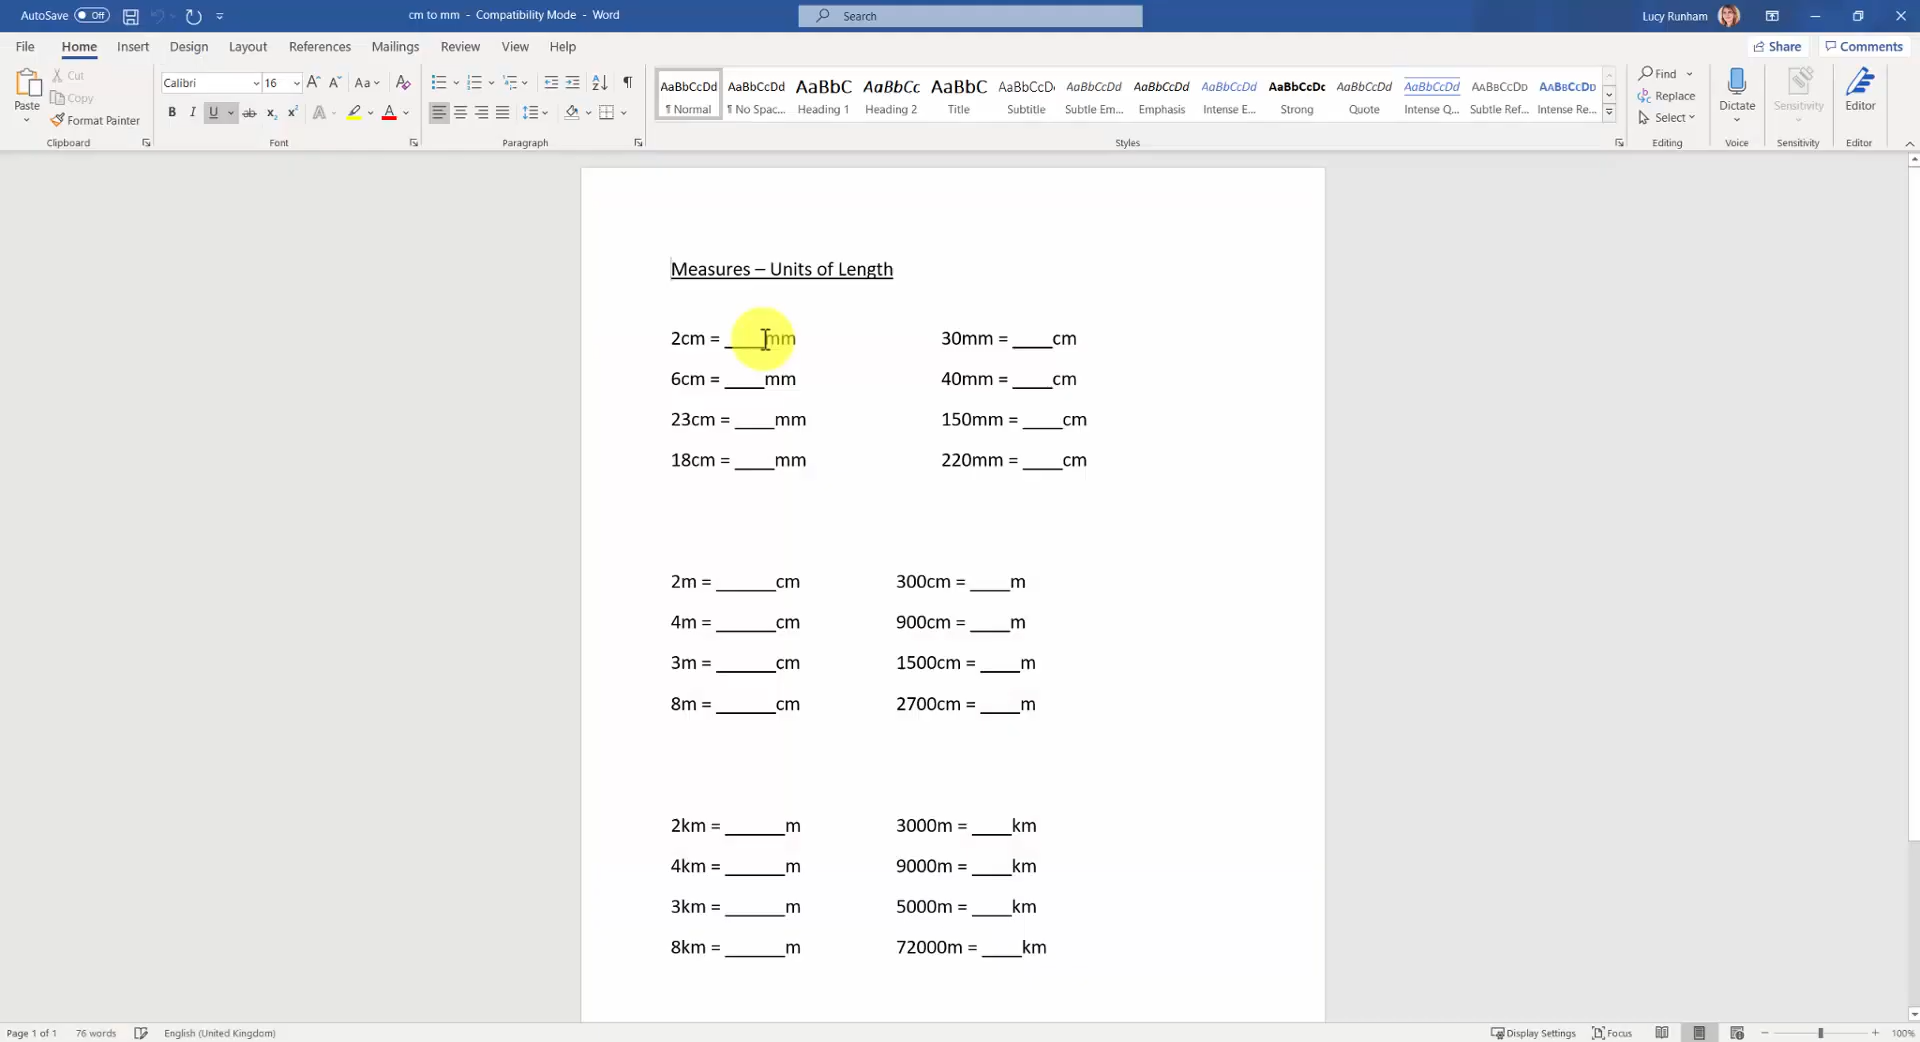 AutoSave Off cm to mm - Compatibility Mode - Word Search Lucy Runham
File Home Insert Design Layout References Mailings Review View Help Share Comments
Paste
Cut
Copy
Format Painter
Clipboard
Calibri 16
Font
Paragraph
AaBbCcDd AaBbCcDd AaBbC AaBbCc AaBbC AaBbCcD AaBbCcDd AaBbCcDd AaBbCcDd AaBbCcDc AaBbCcDd AaBbCcDd AABBCCDD AABBCCDD
¶ Normal ¶ No Spac... Heading 1 Heading 2 Title Subtitle Subtle Em... Emphasis Intense E... Strong Quote Intense Q... Subtle Ref... Intense Re...
Styles
Find
Replace
Select
Editing
Dictate
Voice
Sensitivity
Sensitivity
Editor
Editor
Measures – Units of Length
2cm = ____mm 30mm = ____cm
6cm = ____mm 40mm = ____cm
23cm = ____mm 150mm = ____cm
18cm = ____mm 220mm = ____cm
2m = ______cm 300cm = ____m
4m = ______cm 900cm = ____m
3m = ______cm 1500cm = ____m
8m = ______cm 2700cm = ____m
2km = ______m 3000m = ____km
4km = ______m 9000m = ____km
3km = ______m 5000m = ____km
8km = ______m 72000m = ____km
Page 1 of 1 76 words English (United Kingdom) Display Settings Focus 100%